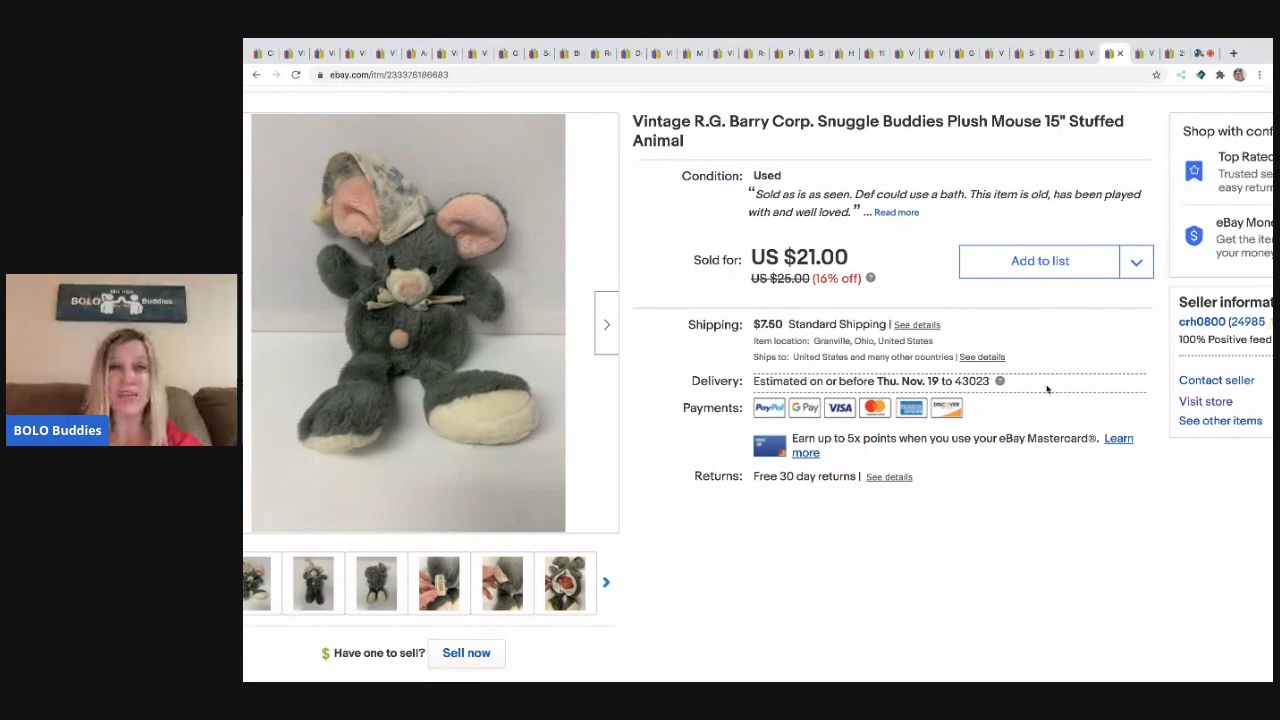 ebay.com/itm/233376186683
Vintage R.G. Barry Corp. Snuggle Buddies Plush Mouse 15" Stuffed
Animal
Condition: Used
“Sold as is as seen. Def could use a bath. This item is old, has been played
with and well loved.” ... Read more
Sold for: US $21.00
US $25.00 (16% off)
Add to list
Shipping: $7.50 Standard Shipping | See details
Item location: Granville, Ohio, United States
Ships to: United States and many other countries | See details
Delivery: Estimated on or before Thu. Nov. 19 to 43023
Payments: PayPal G Pay VISA MasterCard DISCOVER
Earn up to 5x points when you use your eBay Mastercard®. Learn
more
Returns: Free 30 day returns | See details
Shop with conf
Top Rated
Trusted se
easy return
eBay Mone
Get the ite
your money
Seller informat
crh0800 (24985
100% Positive feed
Contact seller
Visit store
See other items
$ Have one to sell? Sell now
BOLO Buddies
BOLO Buddies